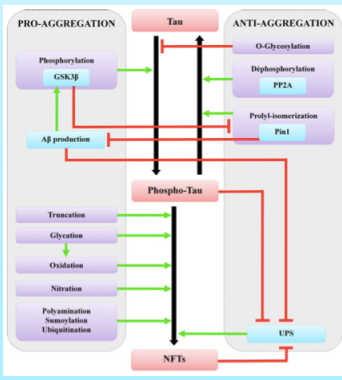 PRO-AGGREGATION
Tau
ANTI-AGGREGATION
O-Glycosylation
Phosphorylation
GSK3β
Déphosphorylation
PP2A
Prolyl-isomerization
Pin1
Aβ production
Phospho-Tau
Truncation
Glycation
Oxidation
Nitration
Polyamination
Sumoylation
Ubiquitination
UPS
NFTs